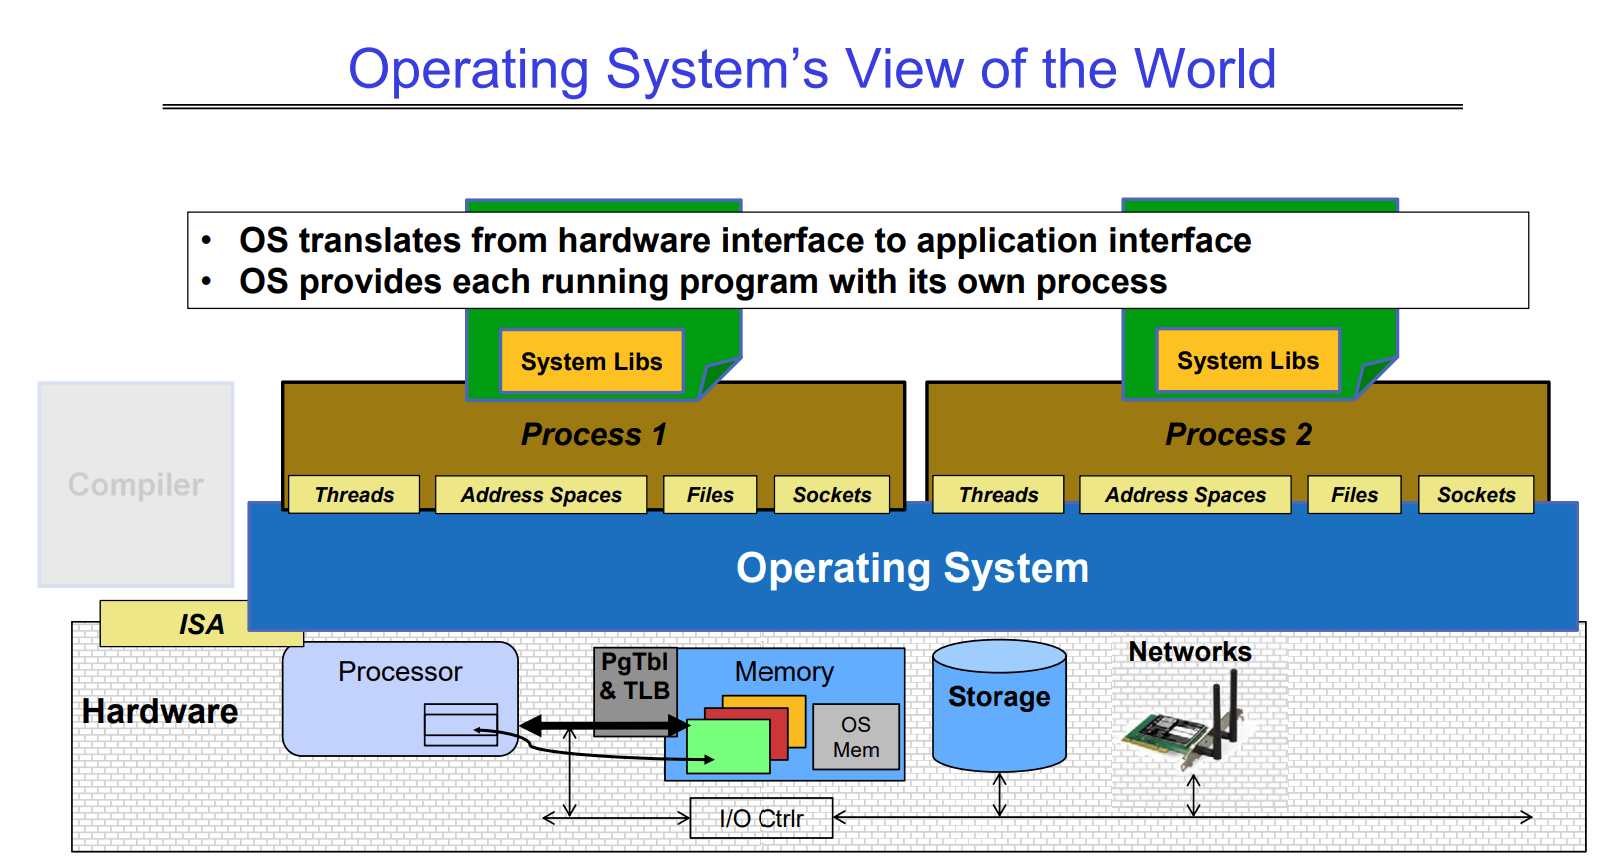 Operating System's View of the World
• OS translates from hardware interface to application interface
• OS provides each running program with its own process
System Libs
System Libs
Process 1
Process 2
Compiler
Threads
Address Spaces
Files
Sockets
Threads
Address Spaces
Files
Sockets
Operating System
ISA
Hardware
Processor
PgTbl
& TLB
Memory
OS
Mem
Storage
Networks
I/O Ctrlr